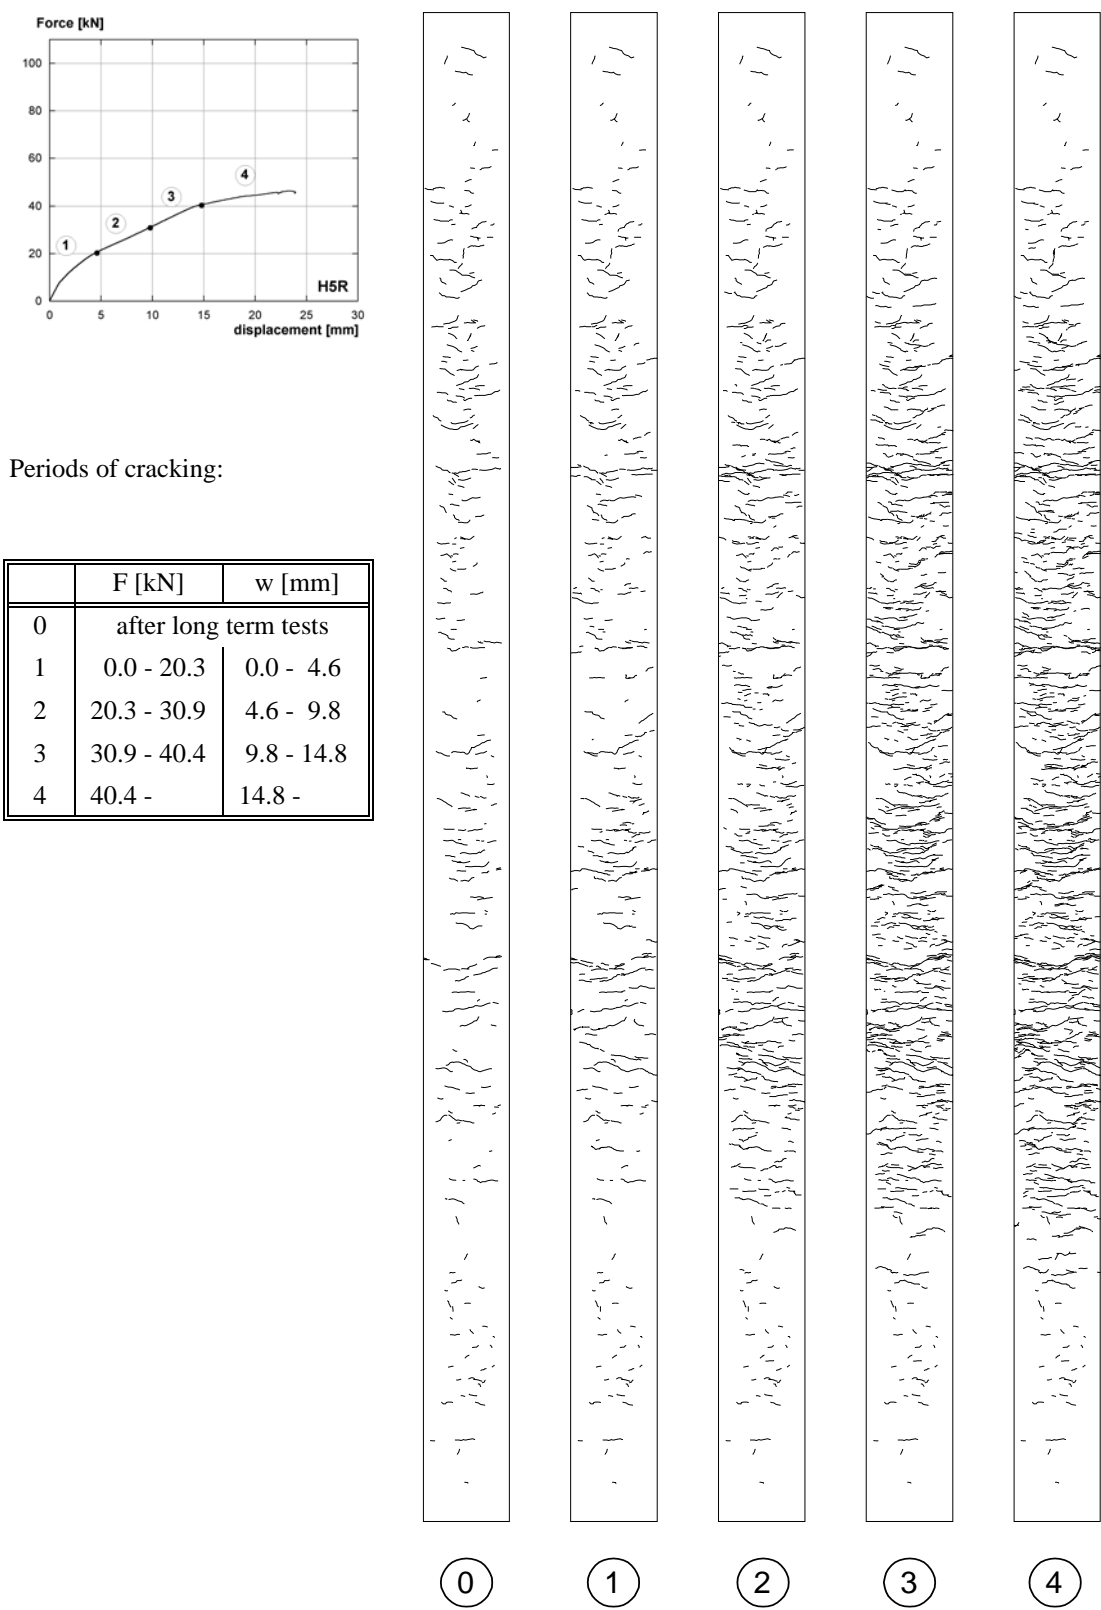 Force [kN]
100
80
60
40
20
0
1
2
3
4
H5R
0 5 10 15 20 25 30
displacement [mm]
Periods of cracking:
F [kN] w [mm]
0 after long term tests
1 0.0 - 20.3 0.0 - 4.6
2 20.3 - 30.9 4.6 - 9.8
3 30.9 - 40.4 9.8 - 14.8
4 40.4 - 14.8 -
0 1 2 3 4